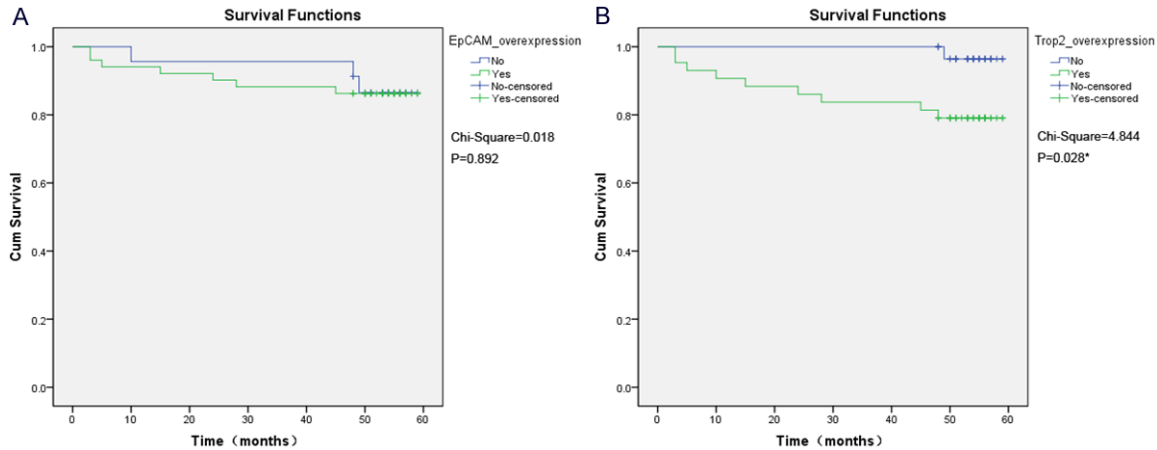 A
Survival Functions
1.0
0.8
0.6
0.4
0.2
0.0
Cum Survival
0 10 20 30 40 50 60
Time（months）
EpCAM_overexpression
No
Yes
No-censored
Yes-censored
Chi-Square=0.018
P=0.892
B
Survival Functions
1.0
0.8
0.6
0.4
0.2
0.0
Cum Survival
0 10 20 30 40 50 60
Time（months）
Trop2_overexpression
No
Yes
No-censored
Yes-censored
Chi-Square=4.844
P=0.028*